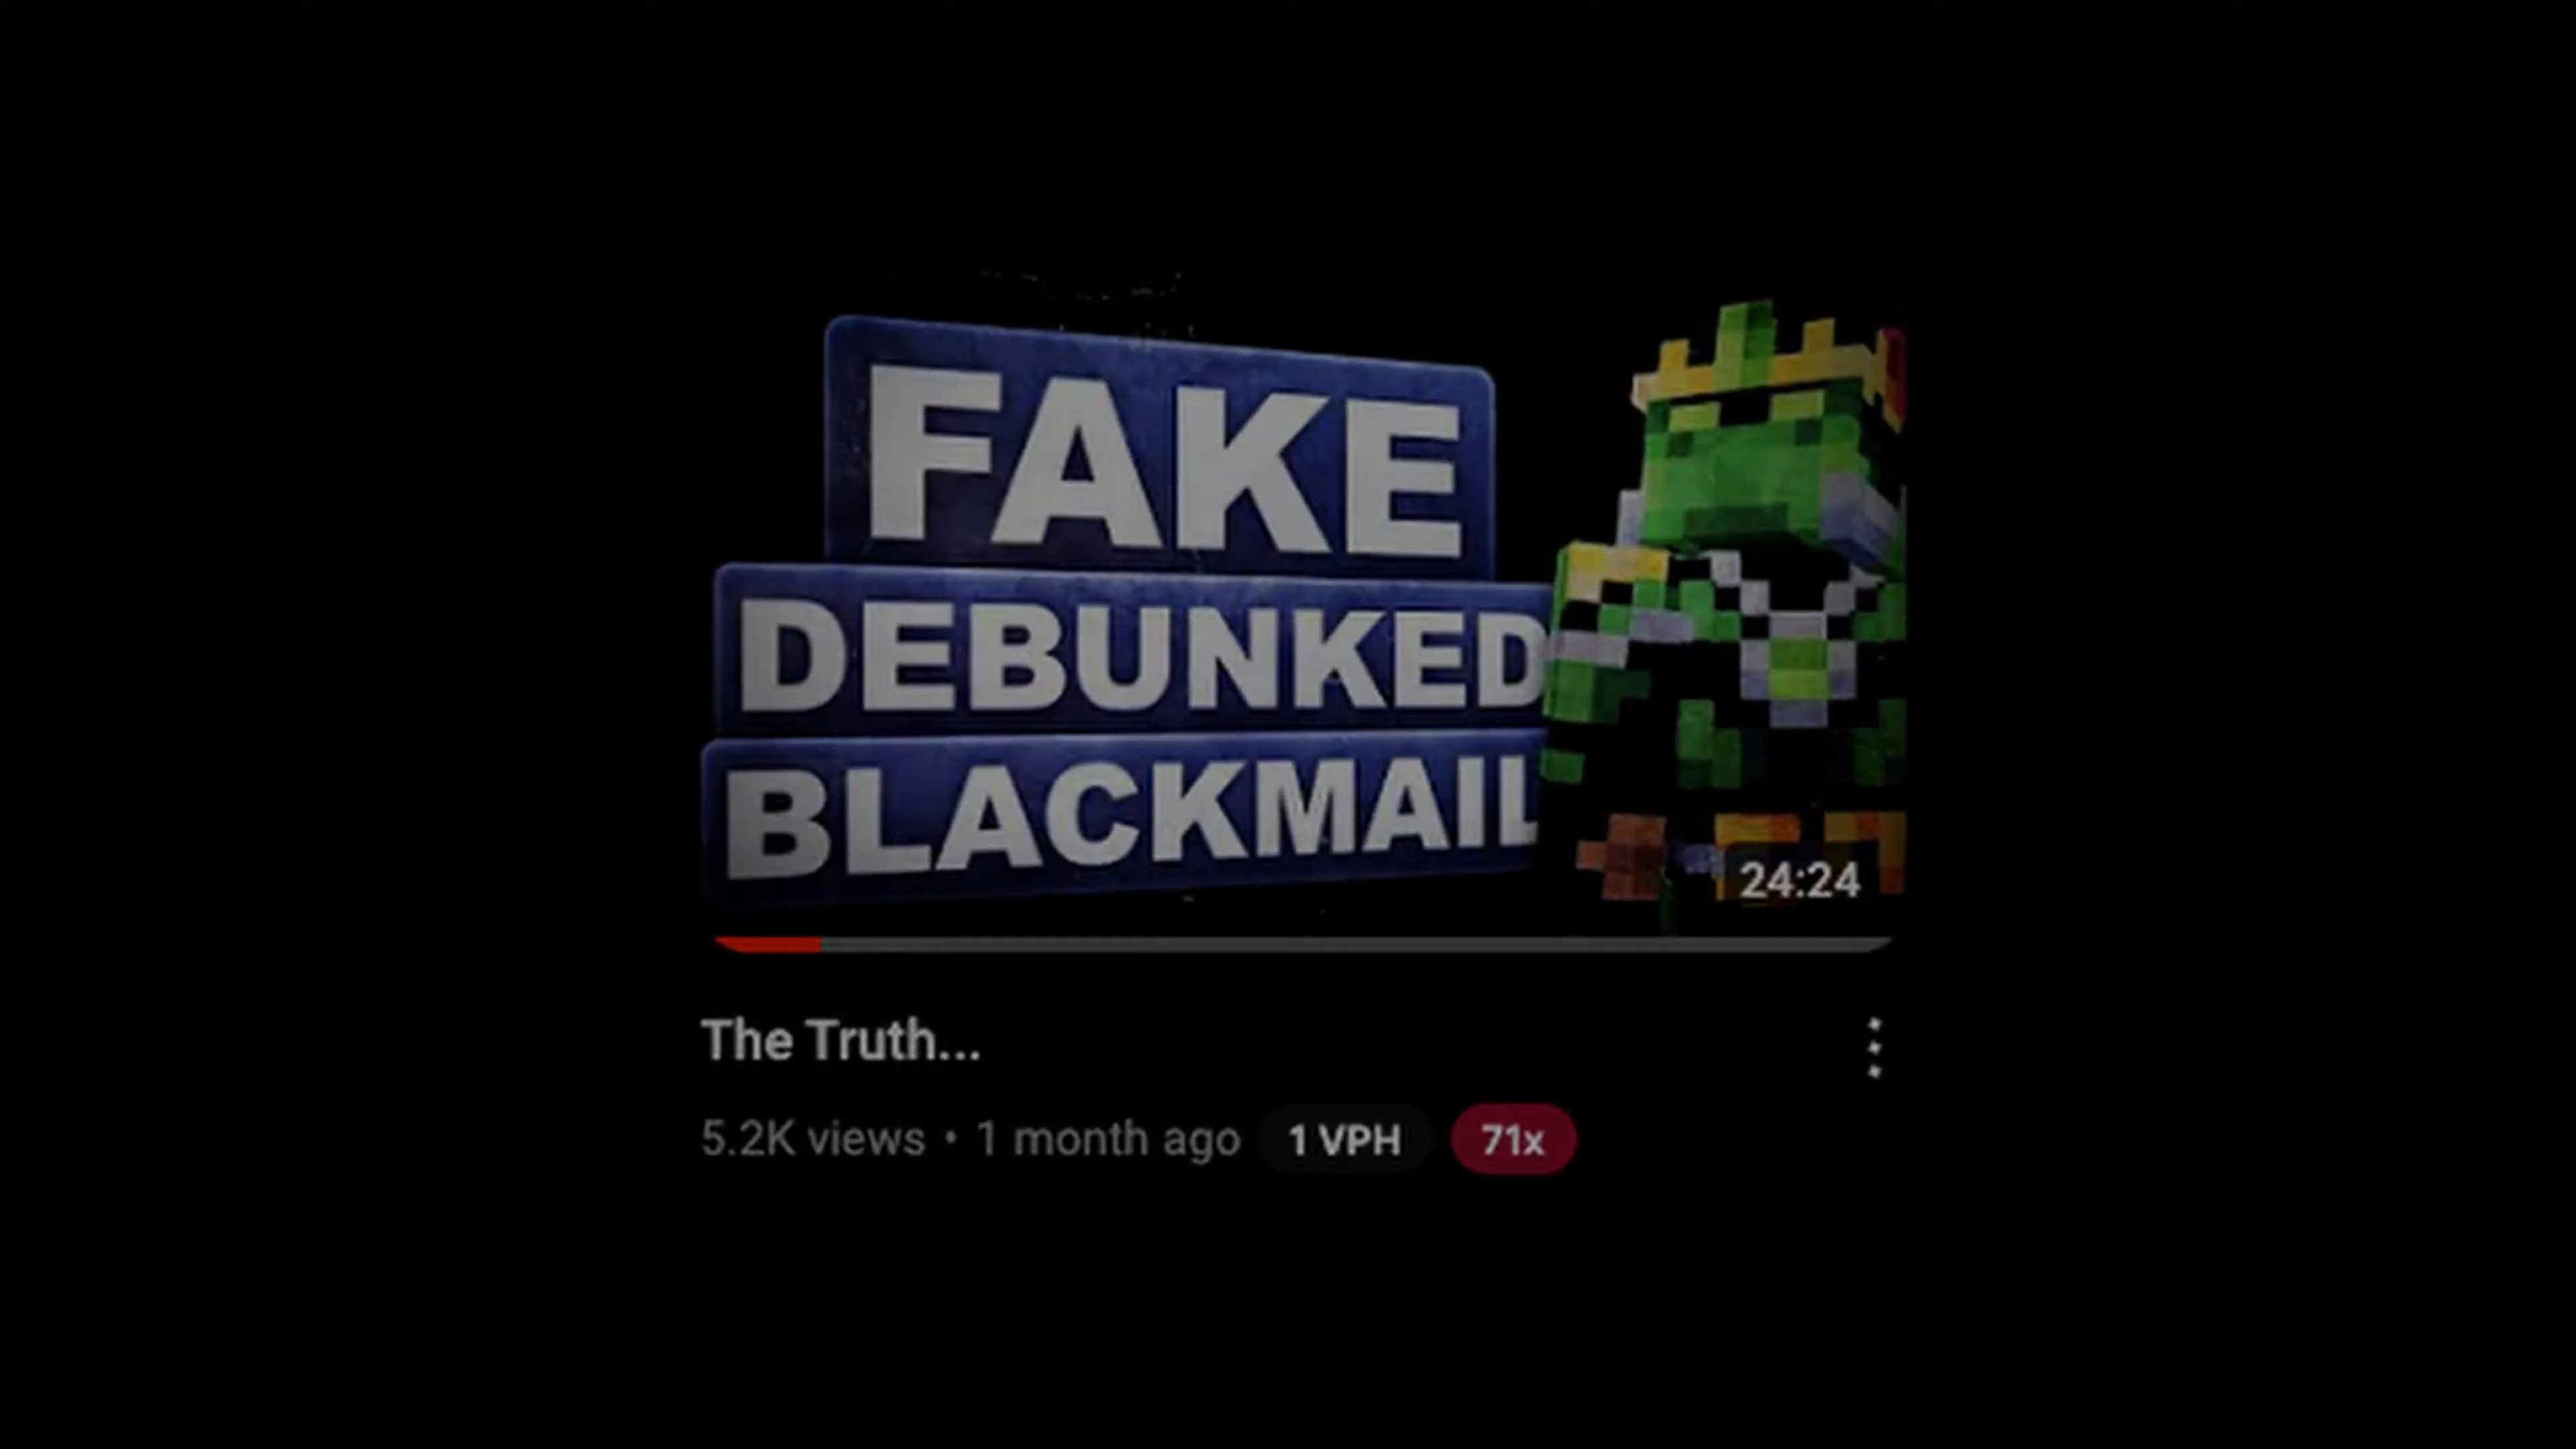 FAKE
DEBUNKED
BLACKMAIL
24:24
The Truth...
5.2K views • 1 month ago 1 VPH 71x